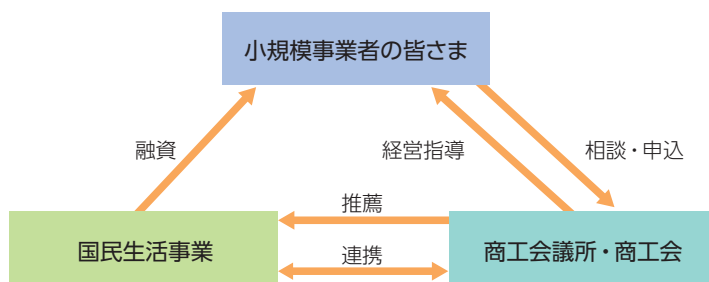 小規模事業者の皆さま
融資
経営指導
相談・申込
推薦
国民生活事業
商工会議所・商工会
連携